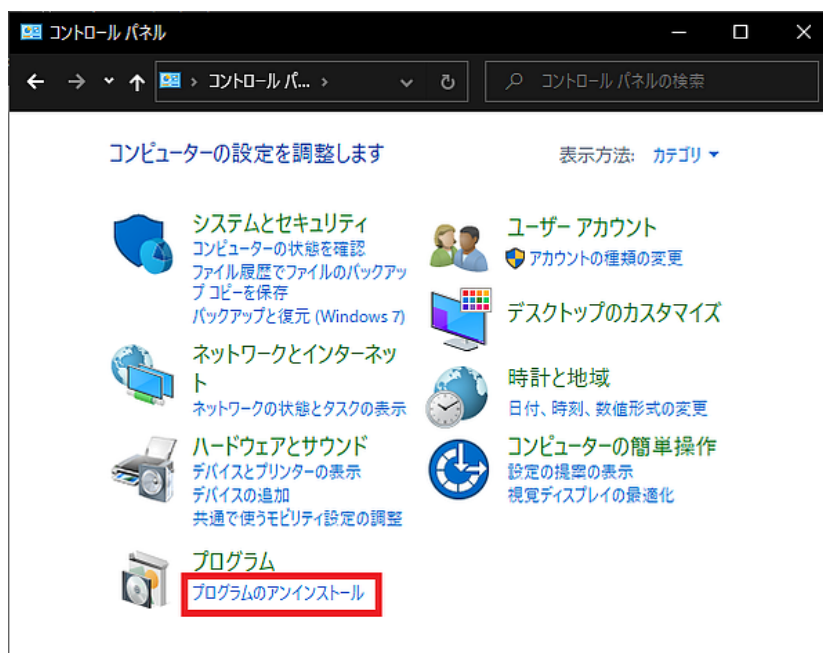 コントロール パネル
コントロール パ...
コントロール パネルの検索
コンピューターの設定を調整します
表示方法: カテゴリ
システムとセキュリティ
コンピューターの状態を確認
ファイル履歴でファイルのバックアッ
プ コピーを保存
バックアップと復元 (Windows 7)
ネットワークとインターネッ
ト
ネットワークの状態とタスクの表示
ハードウェアとサウンド
デバイスとプリンターの表示
デバイスの追加
共通で使うモビリティ設定の調整
プログラム
プログラムのアンインストール
ユーザー アカウント
アカウントの種類の変更
デスクトップのカスタマイズ
時計と地域
日付、時刻、数値形式の変更
コンピューターの簡単操作
設定の提案の表示
視覚ディスプレイの最適化